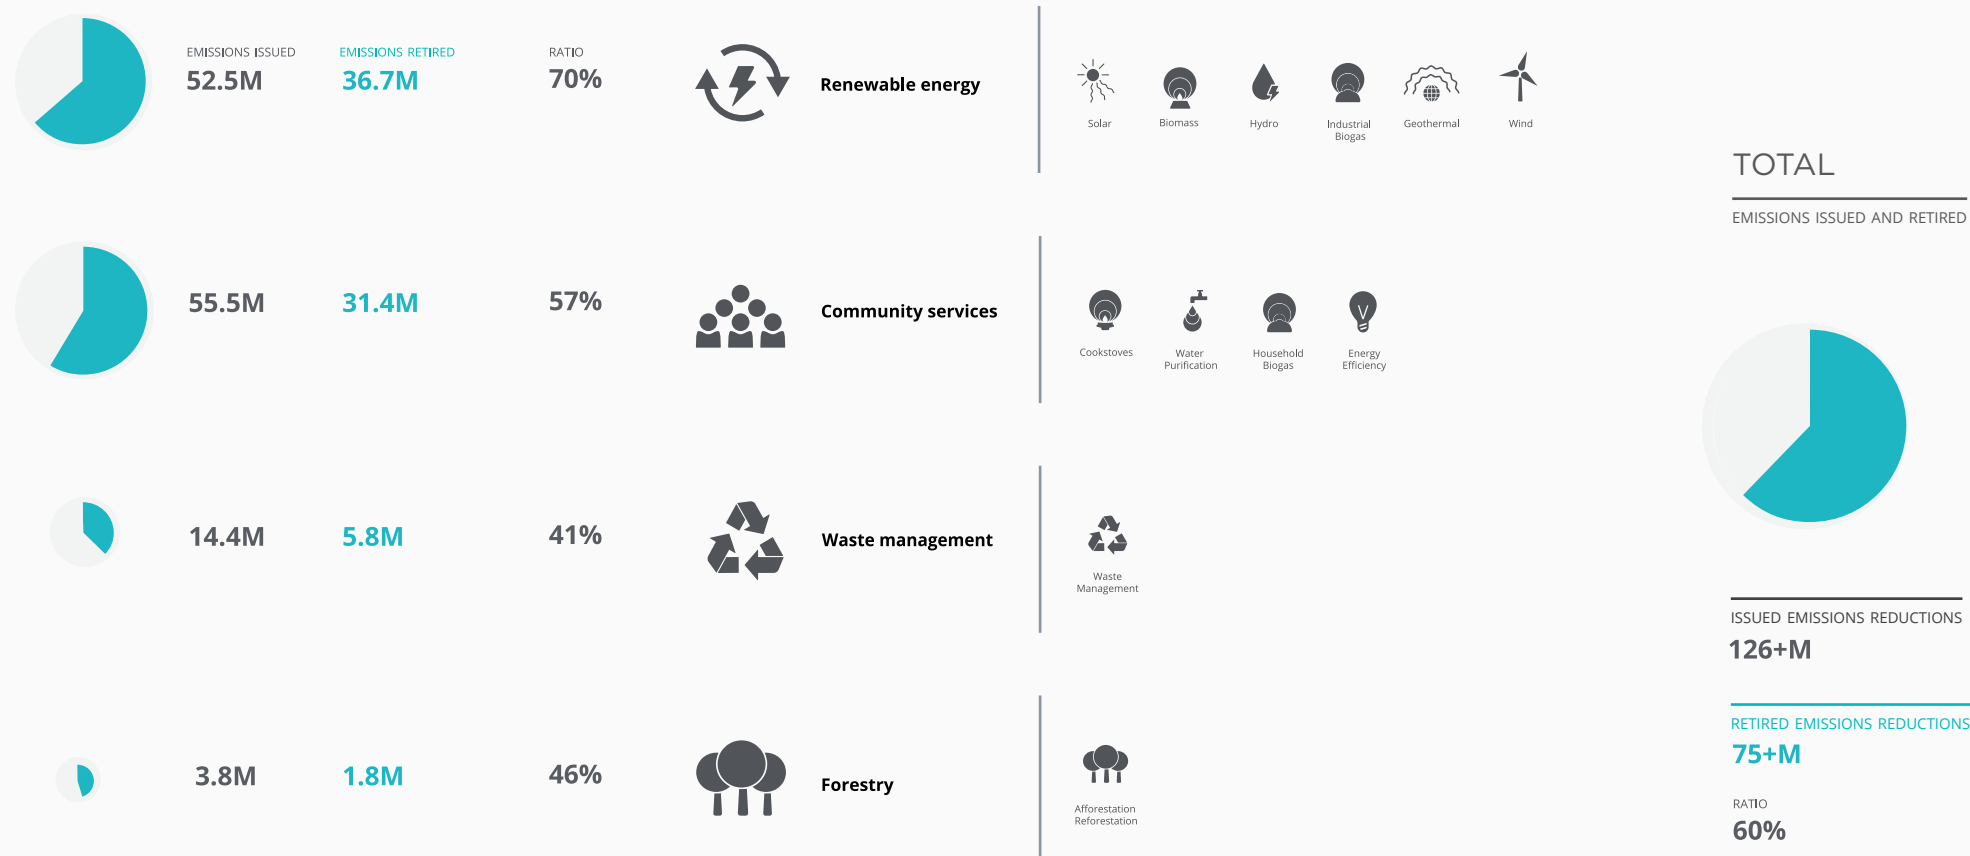 EMISSIONS ISSUED
EMISSIONS RETIRED
RATIO
52.5M
36.7M
70%
Renewable energy
Solar
Biomass
Hydro
Industrial
Biogas
Geothermal
Wind
55.5M
31.4M
57%
Community services
Cookstoves
Water
Purification
Household
Biogas
Energy
Efficiency
14.4M
5.8M
41%
Waste management
Waste
Management
3.8M
1.8M
46%
Forestry
Afforestation
Reforestation
TOTAL
EMISSIONS ISSUED AND RETIRED
ISSUED EMISSIONS REDUCTIONS
126+M
RETIRED EMISSIONS REDUCTIONS
75+M
RATIO
60%